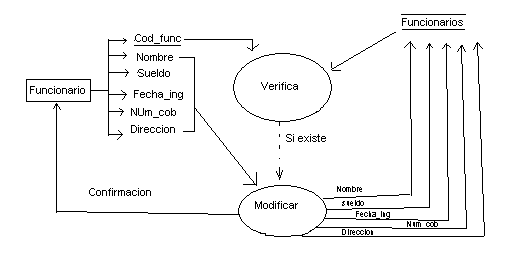 Funcionarios
Cod_func
Nombre
Sueldo
Verifica
Funcionario
Fecha_ing
NUm_cob
Direccion
Si existe
Confirmacion
Modificar
Nombre
sueldo
Fecha_Ing
Num_cob
Direccion